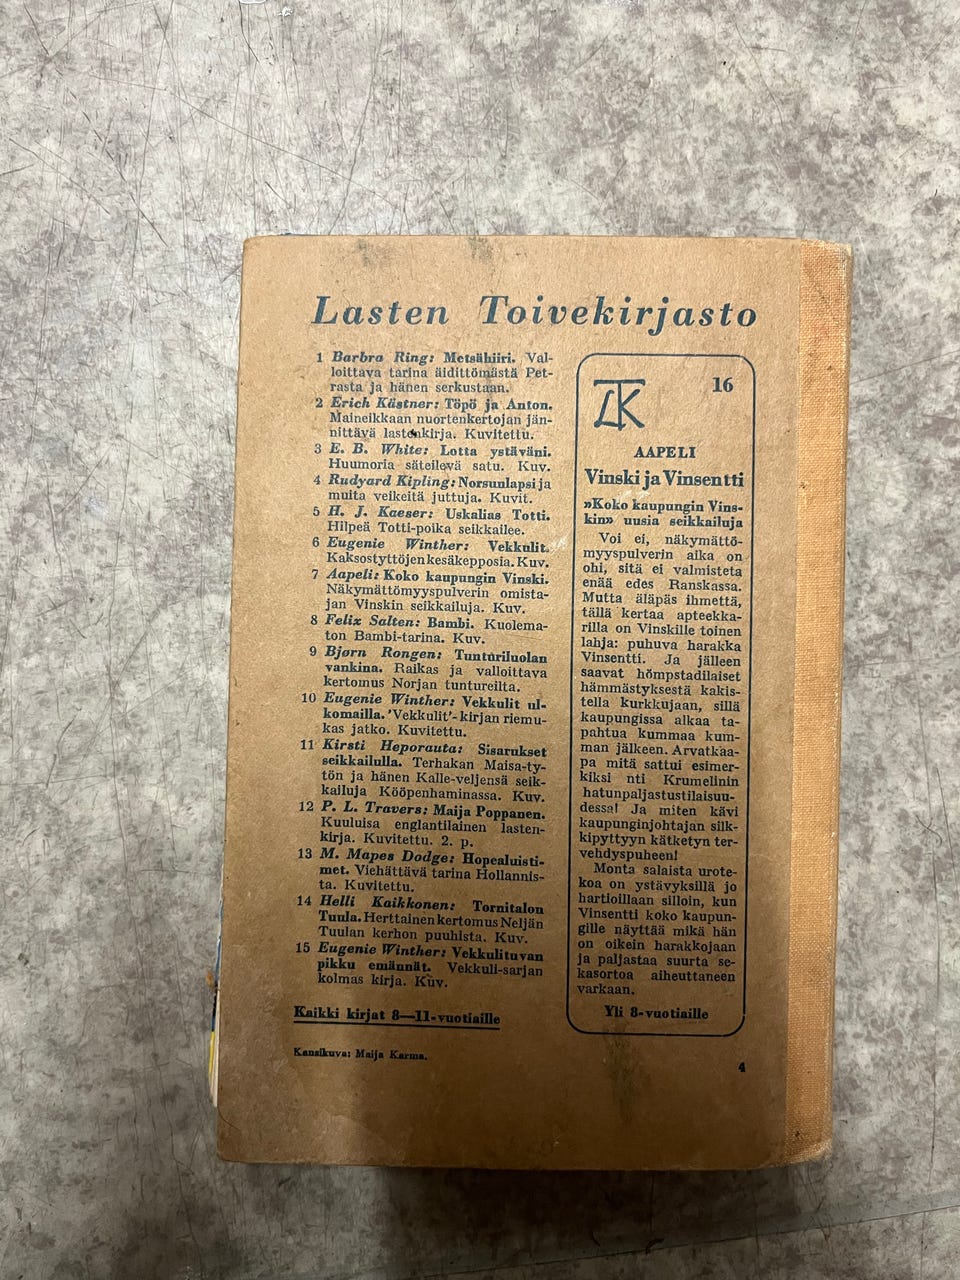 Lasten Toivekirjasto
1 Barbra Ring: Metsähiiri. Val-
loittava tarina äidittömästä Pet-
rasta ja hänen serkustaan.
2 Erich Kästner: Töpö ja Anton.
Maineikkaan nuortenkertojan jän-
nittävä lastenkirja. Kuvitettu.
3 E. B. White: Lotta ystäväni.
Huumoria säteilevä satu. Kuv.
4 Rudyard Kipling: Norsunlapsi ja
muita veikeitä juttuja. Kuvit.
5 H. J. Kaeser: Uskalias Totti.
Hilpeä Totti-poika seikkailee.
6 Eugenie Winther: Vekkulit.
Kaksostyttöjen kesäkepposia. Kuv.
7 Aapeli: Koko kaupungin Vinski.
Näkymättömyyspulverin omista-
jan Vinskin seikkailuja. Kuv.
8 Felix Salten: Bambi. Kuolema-
ton Bambi-tarina. Kuv.
9 Bjørn Rongen: Tunturiluolan
vankina. Raikas ja valloittava
kertomus Norjan tuntureilta.
10 Eugenie Winther: Vekkulit ul-
komailla. 'Vekkulit'-kirjan riemu-
kas jatko. Kuvitettu.
11 Kirsti Heporauta: Sisarukset
seikkailulla. Terhakan Maisa-ty-
tön ja hänen Kalle-veljensä seik-
kailuja Kööpenhaminassa. Kuv.
12 P. L. Travers: Maija Poppanen.
Kuuluisa englantilainen lasten-
kirja. Kuvitettu. 2. p.
13 M. Mapes Dodge: Hopealuisti-
met. Viehättävä tarina Hollannis-
ta. Kuvitettu.
14 Helli Kaikkonen: Tornitalon
Tuula. Herttainen kertomus Neljän
Tuulan kerhon puuhista. Kuv.
15 Eugenie Winther: Vekkulituvan
pikku emännät. Vekkuli-sarjan
kolmas kirja. Kuv.
Kaikki kirjat 8—11-vuotiaille
Kansikuva: Maija Karma.
LTK 16
AAPELI
Vinski ja Vinsentti
»Koko kaupungin Vins-
kin» uusia seikkailuja
Voi ei, näkymättö-
myyspulverin aika on
ohi, sitä ei valmisteta
enää edes Ranskassa.
Mutta äläpäs ihmettä,
tällä kertaa apteekka-
rilla on Vinskille toinen
lahja: puhuva harakka
Vinsentti. Ja jälleen
saavat hömpstadilaiset
hämmästyksestä kakis-
tella kurkkujaan, sillä
kaupungissa alkaa ta-
pahtua kummaa kum-
man jälkeen. Arvatkaa-
pa mitä sattui esimer-
kiksi nti Krumelinin
hatunpaljastustilaisuu-
dessa! Ja miten kävi
kaupunginjohtajan silk-
kipyttyyn kätketyn ter-
vehdyspuheen!
Monta salaista urote-
koa on ystävyksillä jo
hartioillaan silloin, kun
Vinsentti koko kaupun-
gille näyttää mikä hän
on oikein harakkojaan
ja paljastaa suurta se-
kasortoa aiheuttaneen
varkaan.
Yli 8-vuotiaille
4